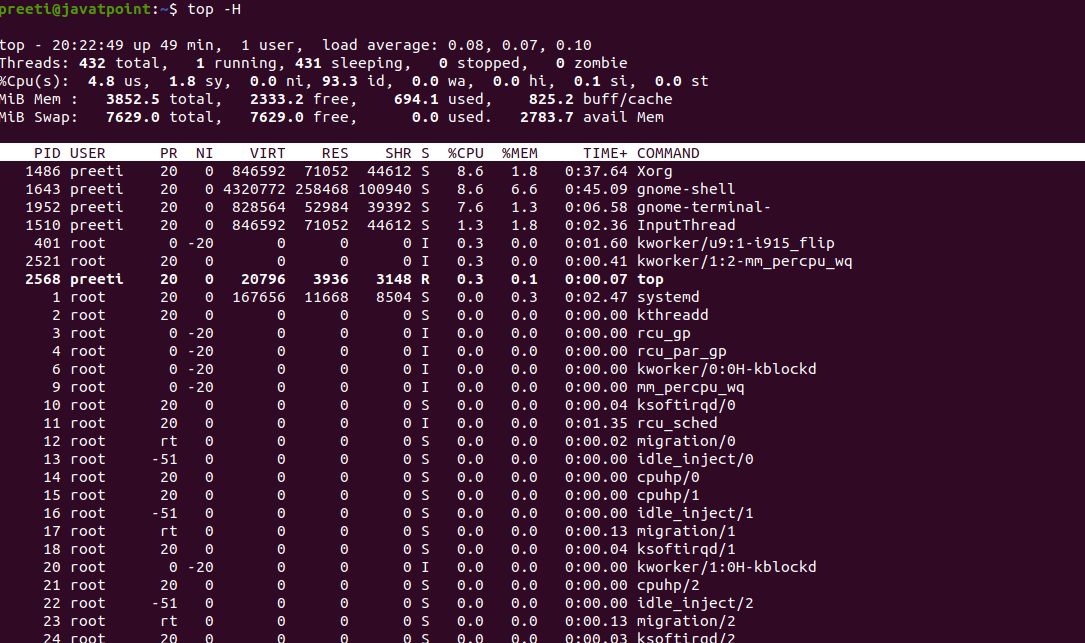 preeti@javatpoint:~$ top -H
top - 20:22:49 up 49 min,  1 user,  load average: 0.08, 0.07, 0.10
Threads: 432 total,   1 running, 431 sleeping,   0 stopped,   0 zombie
%Cpu(s):  4.8 us,  1.8 sy,  0.0 ni, 93.3 id,  0.0 wa,  0.0 hi,  0.1 si,  0.0 st
MiB Mem :   3852.5 total,   2333.2 free,    694.1 used,    825.2 buff/cache
MiB Swap:   7629.0 total,   7629.0 free,      0.0 used.   2783.7 avail Mem
PID USER      PR  NI    VIRT    RES    SHR S  %CPU  %MEM     TIME+ COMMAND
1486 preeti    20   0  846592  71052  44612 S   8.6   1.8   0:37.64 Xorg
1643 preeti    20   0 4320772 258468 100940 S   8.6   6.6   0:45.09 gnome-shell
1952 preeti    20   0  828564  52984  39392 S   7.6   1.3   0:06.58 gnome-terminal-
1510 preeti    20   0  846592  71052  44612 S   1.3   1.8   0:02.36 InputThread
401 root       0 -20       0      0      0 I   0.3   0.0   0:01.60 kworker/u9:1-i915_flip
2521 root      20   0       0      0      0 I   0.3   0.0   0:00.41 kworker/1:2-mm_percpu_wq
2568 preeti    20   0   20796   3936   3148 R   0.3   0.1   0:00.07 top
1 root      20   0  167656  11668   8504 S   0.0   0.3   0:02.47 systemd
2 root      20   0       0      0      0 S   0.0   0.0   0:00.00 kthreadd
3 root       0 -20       0      0      0 I   0.0   0.0   0:00.00 rcu_gp
4 root       0 -20       0      0      0 I   0.0   0.0   0:00.00 rcu_par_gp
6 root       0 -20       0      0      0 I   0.0   0.0   0:00.00 kworker/0:0H-kblockd
9 root       0 -20       0      0      0 I   0.0   0.0   0:00.00 mm_percpu_wq
10 root      20   0       0      0      0 S   0.0   0.0   0:00.04 ksoftirqd/0
11 root      20   0       0      0      0 I   0.0   0.0   0:01.35 rcu_sched
12 root      rt   0       0      0      0 S   0.0   0.0   0:00.02 migration/0
13 root     -51   0       0      0      0 S   0.0   0.0   0:00.00 idle_inject/0
14 root      20   0       0      0      0 S   0.0   0.0   0:00.00 cpuhp/0
15 root      20   0       0      0      0 S   0.0   0.0   0:00.00 cpuhp/1
16 root     -51   0       0      0      0 S   0.0   0.0   0:00.00 idle_inject/1
17 root      rt   0       0      0      0 S   0.0   0.0   0:00.13 migration/1
18 root      20   0       0      0      0 S   0.0   0.0   0:00.04 ksoftirqd/1
20 root       0 -20       0      0      0 I   0.0   0.0   0:00.00 kworker/1:0H-kblockd
21 root      20   0       0      0      0 S   0.0   0.0   0:00.00 cpuhp/2
22 root     -51   0       0      0      0 S   0.0   0.0   0:00.00 idle_inject/2
23 root      rt   0       0      0      0 S   0.0   0.0   0:00.13 migration/2
24 root      20   0       0      0      0 S   0.0   0.0   0:00.03 ksoftirqd/2